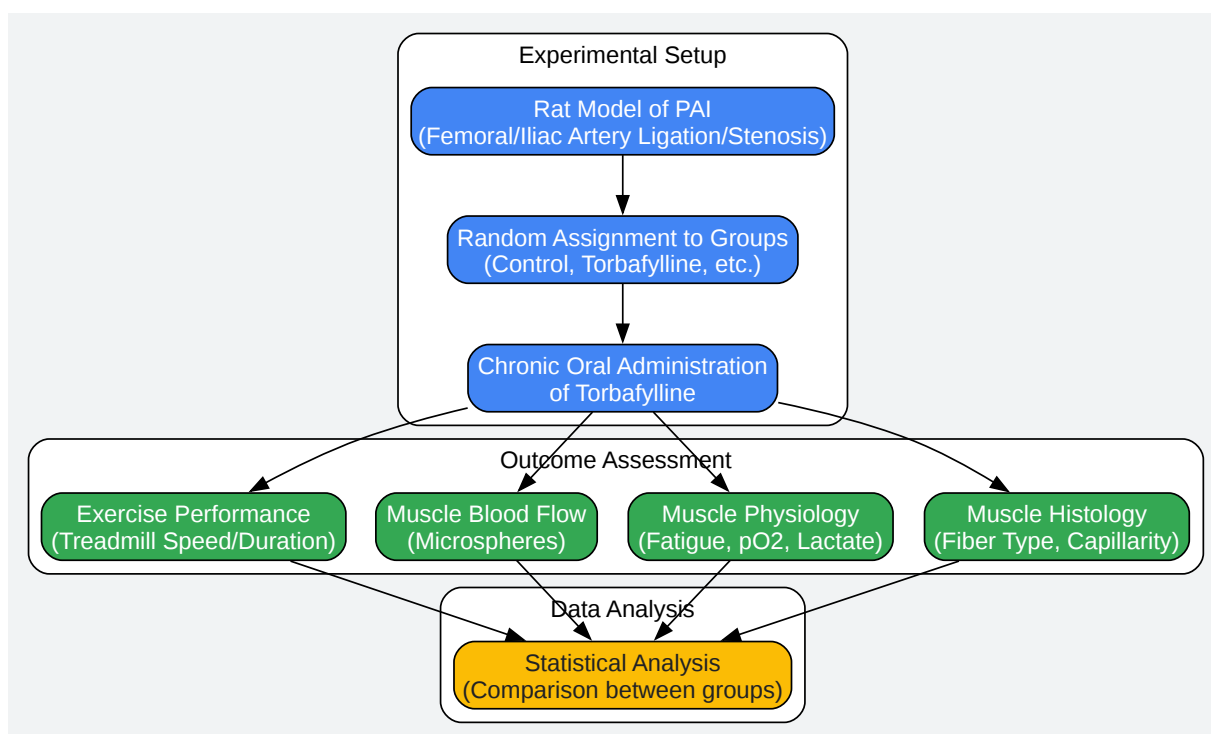 Experimental Setup
Rat Model of PAI
(Femoral/Iliac Artery Ligation/Stenosis)
Random Assignment to Groups
(Control, Torbafylline, etc.)
Chronic Oral Administration
of Torbafylline
Outcome Assessment
Exercise Performance
(Treadmill Speed/Duration)
Muscle Blood Flow
(Microspheres)
Muscle Physiology
(Fatigue, pO2, Lactate)
Muscle Histology
(Fiber Type, Capillarity)
Data Analysis
Statistical Analysis
(Comparison between groups)